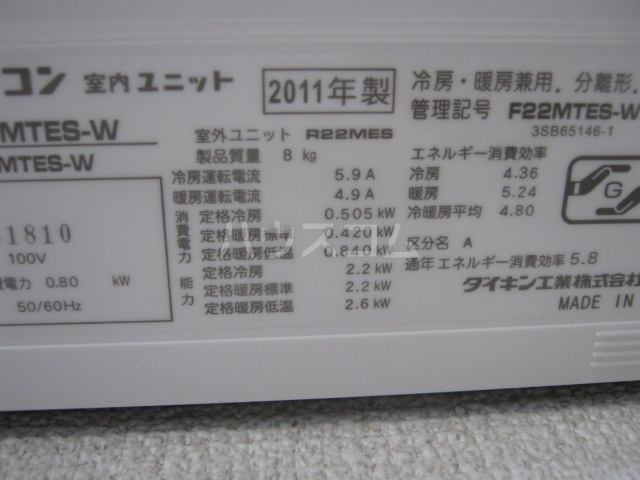 コン 室内ユニット 2011年製 冷房・暖房兼用. 分離形.
管理記号 F22MTES-W
3SB65146-1
MTES-W
MTES-W
室外ユニット R22MES
製品質量 8 kg
冷房運転電流 5.9 A
暖房運転電流 4.9 A
消費電力 定格冷房 0.505 kW
定格暖房標準 0.420 kW
定格暖房低温 0.840 kW
能力 定格冷房 2.2 kW
定格暖房標準 2.2 kW
定格暖房低温 2.6 kW
エネルギー消費効率
冷房 4.36
暖房 5.24
冷暖房平均 4.80
G
区分名 A
通年エネルギー消費効率 5.8
ダイキン工業株式会社
MADE IN
1810
100V
電力 0.80 kW
50/60Hz
ハウスコム